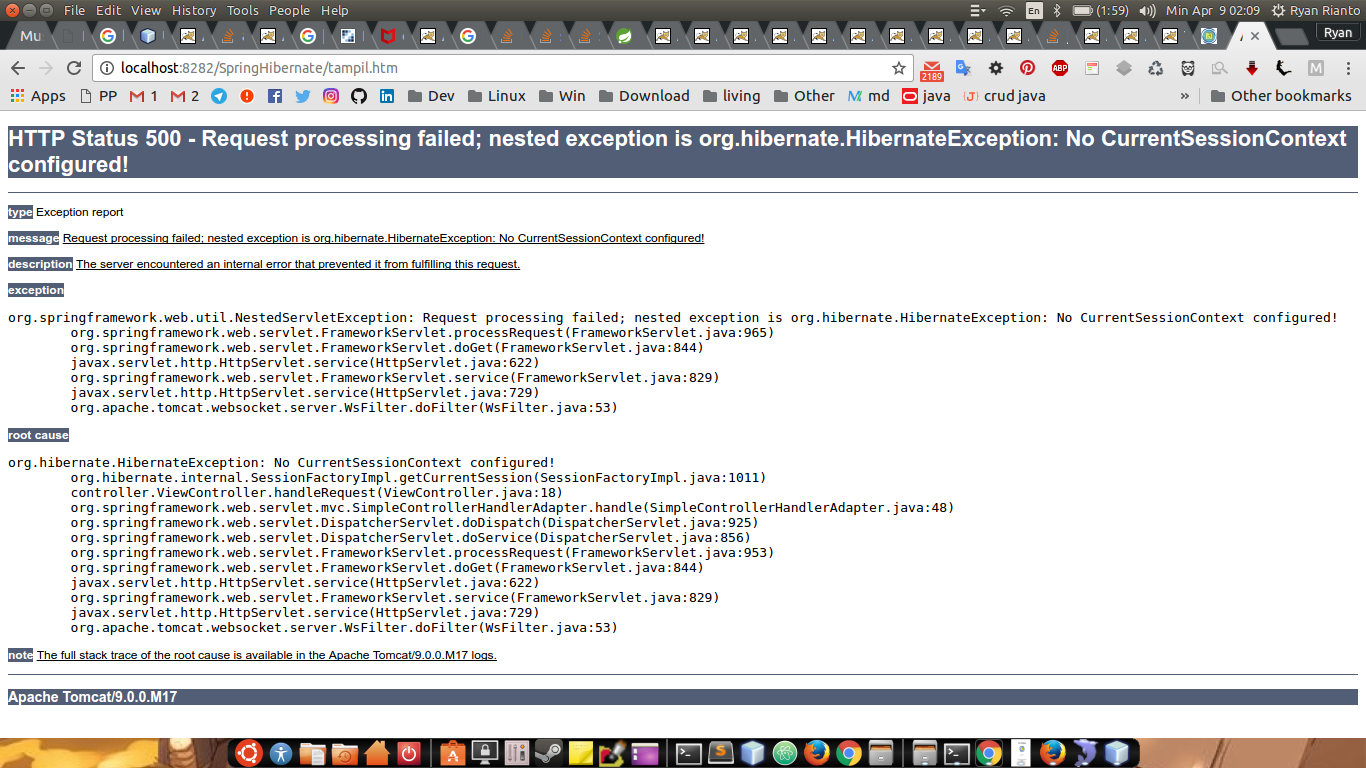 File Edit View History Tools People Help En (1:59) Min Apr 9 02:09 Ryan Rianto
Mu Ryan
localhost:8282/SpringHibernate/tampil.htm 2189 ABP M
Apps PP 1 2 Dev Linux Win Download living Other md java crud java » Other bookmarks
HTTP Status 500 - Request processing failed; nested exception is org.hibernate.HibernateException: No CurrentSessionContext
configured!
type Exception report
message Request processing failed; nested exception is org.hibernate.HibernateException: No CurrentSessionContext configured!
description The server encountered an internal error that prevented it from fulfilling this request.
exception
org.springframework.web.util.NestedServletException: Request processing failed; nested exception is org.hibernate.HibernateException: No CurrentSessionContext configured!
org.springframework.web.servlet.FrameworkServlet.processRequest(FrameworkServlet.java:965)
org.springframework.web.servlet.FrameworkServlet.doGet(FrameworkServlet.java:844)
javax.servlet.http.HttpServlet.service(HttpServlet.java:622)
org.springframework.web.servlet.FrameworkServlet.service(FrameworkServlet.java:829)
javax.servlet.http.HttpServlet.service(HttpServlet.java:729)
org.apache.tomcat.websocket.server.WsFilter.doFilter(WsFilter.java:53)
root cause
org.hibernate.HibernateException: No CurrentSessionContext configured!
org.hibernate.internal.SessionFactoryImpl.getCurrentSession(SessionFactoryImpl.java:1011)
controller.ViewController.handleRequest(ViewController.java:18)
org.springframework.web.servlet.mvc.SimpleControllerHandlerAdapter.handle(SimpleControllerHandlerAdapter.java:48)
org.springframework.web.servlet.DispatcherServlet.doDispatch(DispatcherServlet.java:925)
org.springframework.web.servlet.DispatcherServlet.doService(DispatcherServlet.java:856)
org.springframework.web.servlet.FrameworkServlet.processRequest(FrameworkServlet.java:953)
org.springframework.web.servlet.FrameworkServlet.doGet(FrameworkServlet.java:844)
javax.servlet.http.HttpServlet.service(HttpServlet.java:622)
org.springframework.web.servlet.FrameworkServlet.service(FrameworkServlet.java:829)
javax.servlet.http.HttpServlet.service(HttpServlet.java:729)
org.apache.tomcat.websocket.server.WsFilter.doFilter(WsFilter.java:53)
note The full stack trace of the root cause is available in the Apache Tomcat/9.0.0.M17 logs.
Apache Tomcat/9.0.0.M17